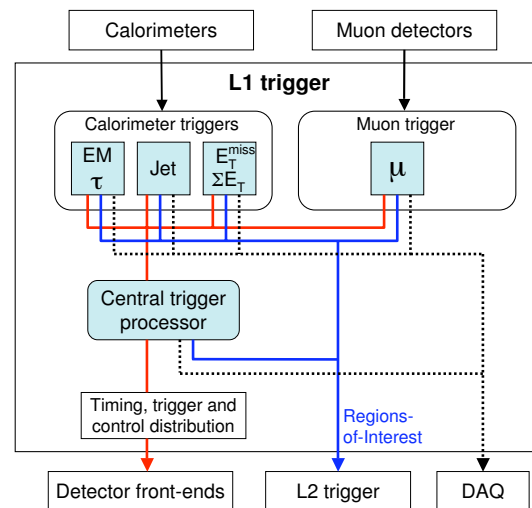 Calorimeters
Muon detectors
L1 trigger
Calorimeter triggers
Muon trigger
EM
τ
Jet
E_T^miss
ΣE_T
μ
Central trigger
processor
Timing, trigger and
control distribution
Regions-
of-Interest
Detector front-ends
L2 trigger
DAQ